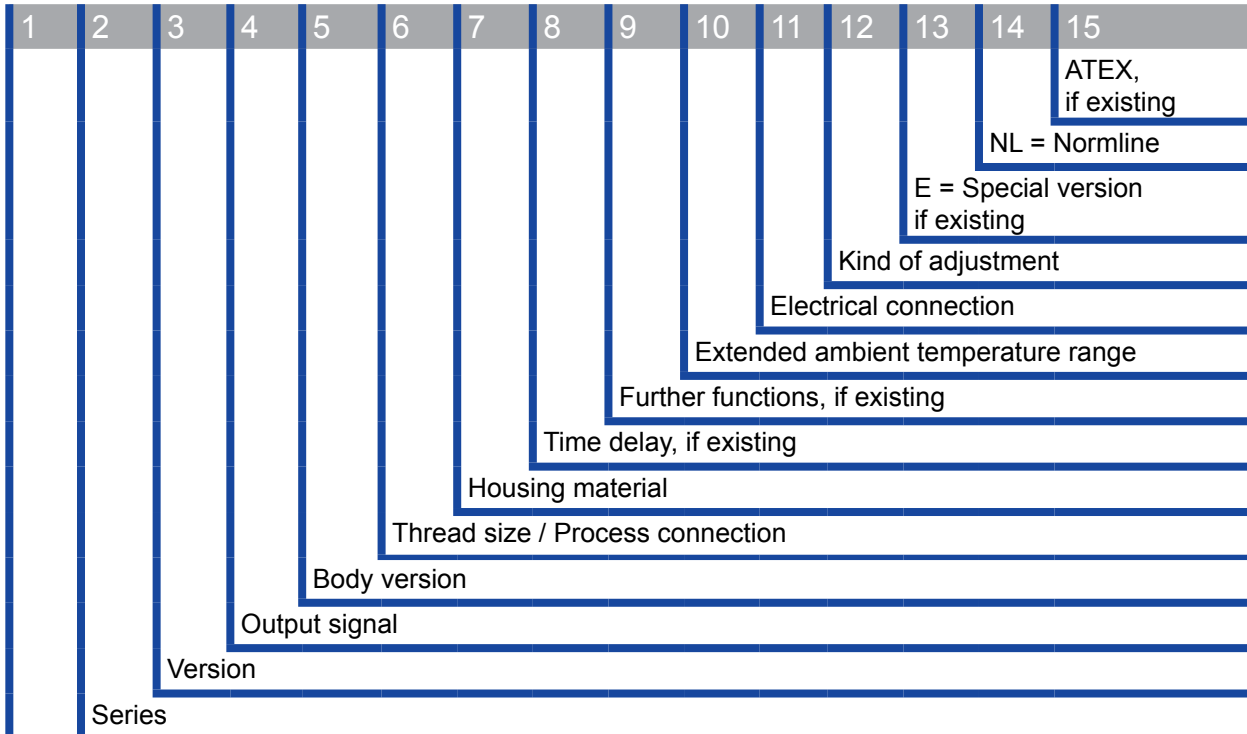 1 2 3 4 5 6 7 8 9 10 11 12 13 14 15
ATEX,
if existing
NL = Normline
E = Special version
if existing
Kind of adjustment
Electrical connection
Extended ambient temperature range
Further functions, if existing
Time delay, if existing
Housing material
Thread size / Process connection
Body version
Output signal
Version
Series